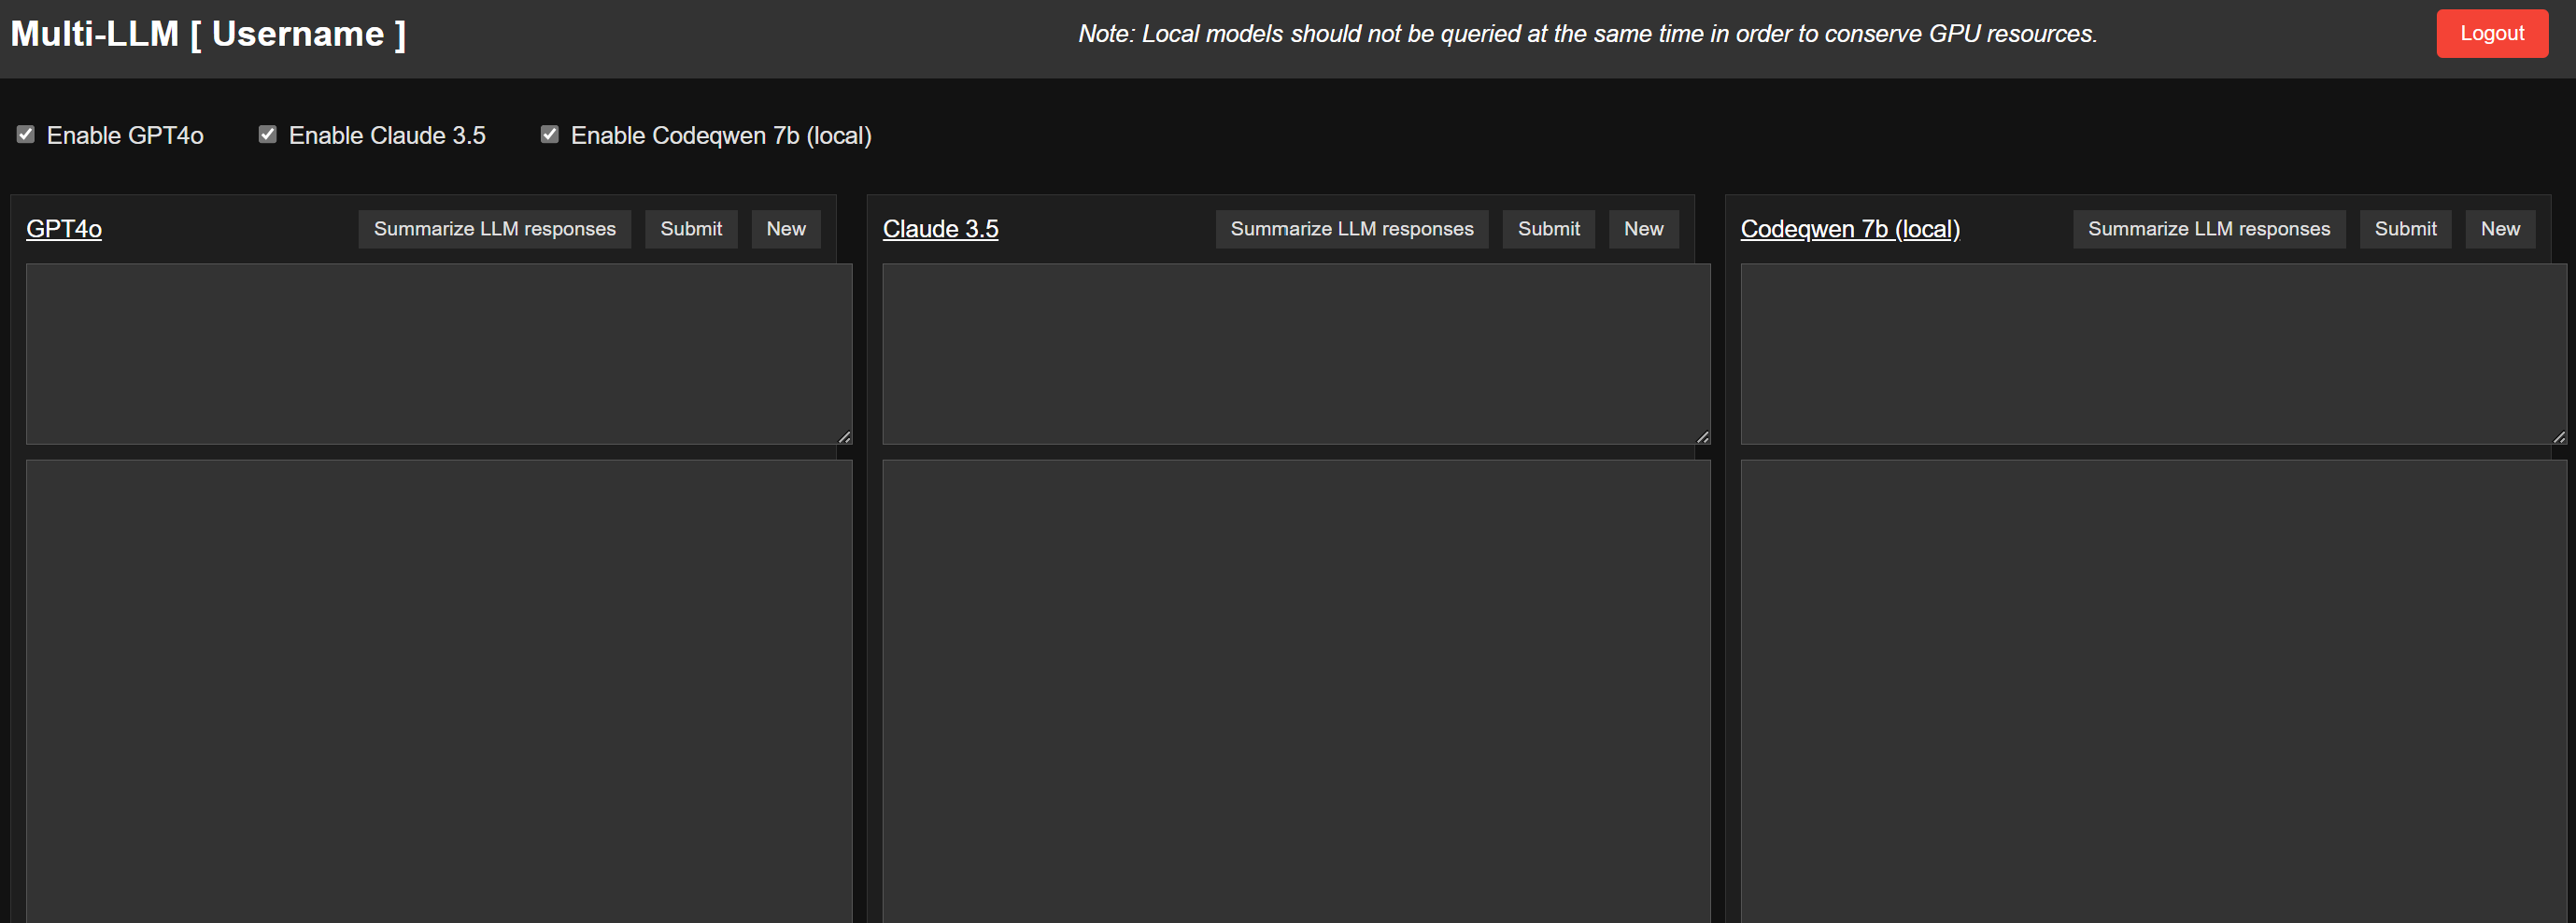 Multi-LLM [ Username ]
Note: Local models should not be queried at the same time in order to conserve GPU resources.
Logout
Enable GPT4o
Enable Claude 3.5
Enable Codeqwen 7b (local)
GPT4o
Summarize LLM responses
Submit
New
Claude 3.5
Summarize LLM responses
Submit
New
Codeqwen 7b (local)
Summarize LLM responses
Submit
New